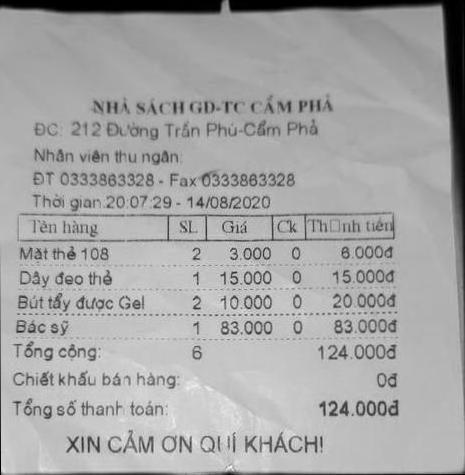 NHÀ SÁCH GD-TC CẨM PHẢ
ĐC: 212 Đường Trần Phú-Cẩm Phả
Nhân viên thu ngân:
ĐT 0333863328 - Fax 0333863328
Thời gian:20:07:29 - 14/08/2020
Tên hàng SL Giá Ck Th□nh tiền
Mặt thẻ 108 2 3.000 0 6.000đ
Dây đeo thẻ 1 15.000 0 15.000đ
Bút tẩy được Gel 2 10.000 0 20.000đ
Bác sỹ 1 83.000 0 83.000đ
Tổng cộng: 6 124.000đ
Chiết khấu bán hàng: 0đ
Tổng số thanh toán: 124.000đ
XIN CẢM ƠN QUÍ KHÁCH!